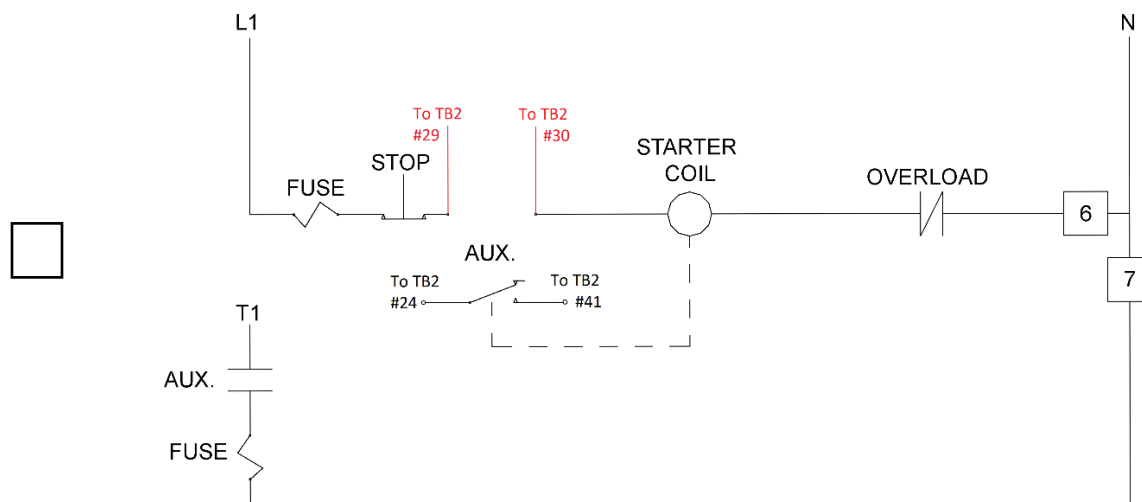 L1
N
To TB2
#29
To TB2
#30
STOP
STARTER
COIL
FUSE
OVERLOAD
6
AUX.
To TB2
#24
To TB2
#41
7
T1
AUX.
FUSE